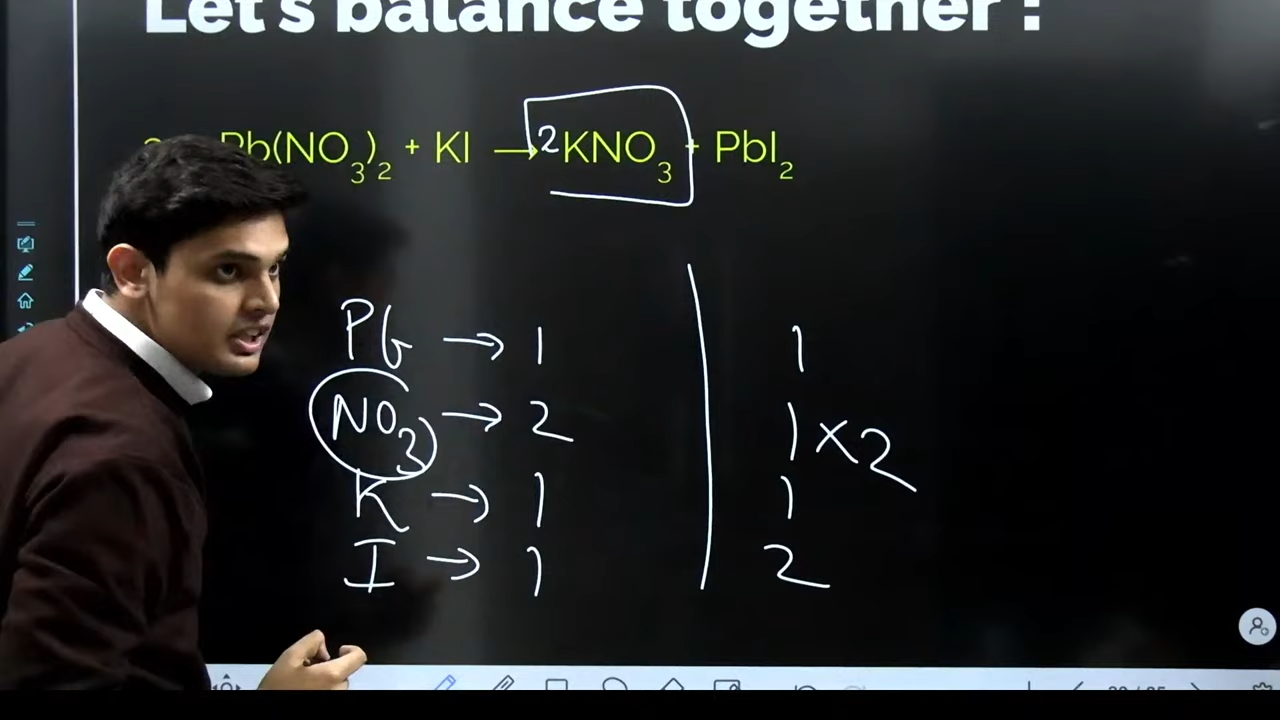 Let's balance together :
Pb(NO₃)₂ + KI → 2KNO₃ + PbI₂
Pb → 1 | 1
NO₃ → 2 | 1×2
K → 1 | 1
I → 1 | 2